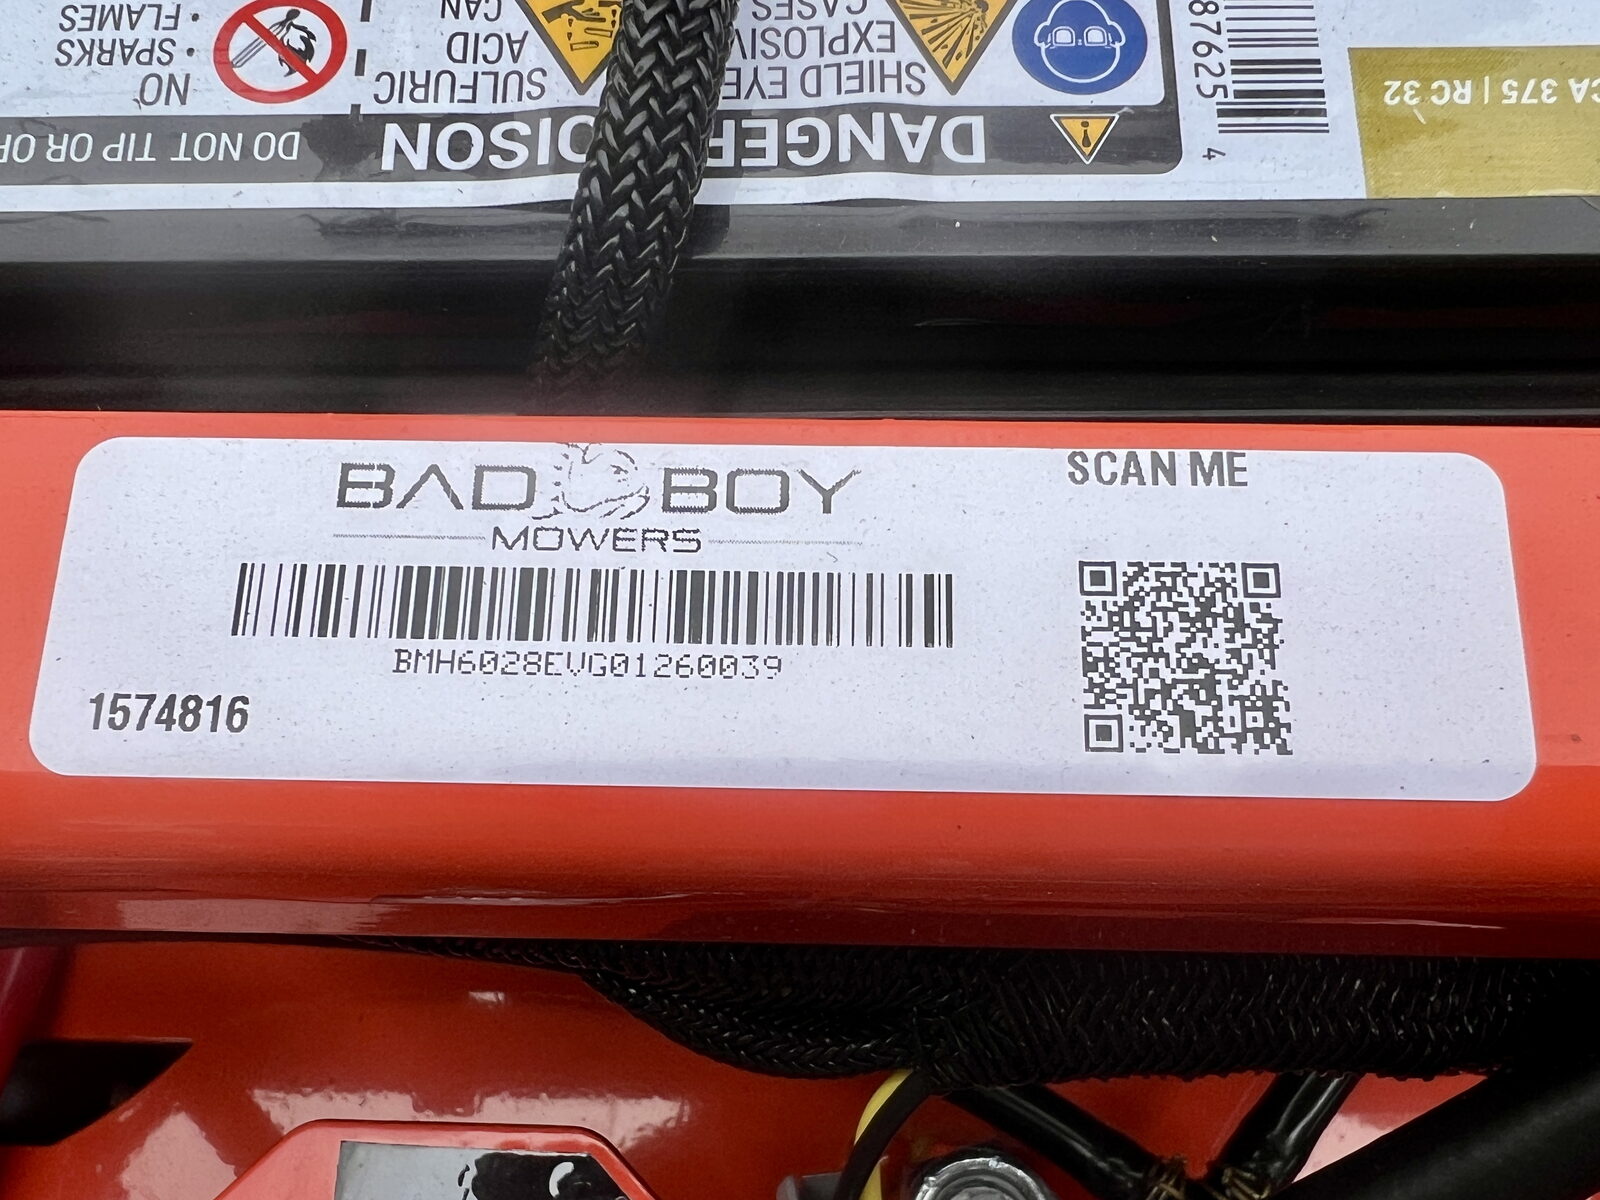 DO NOT TIP OR OP
DANGER
POISON
SHIELD EYE
EXPLOSIV
CASES
SULFURIC
ACID
CAN
NO
• SPARKS
• FLAMES
87625 4
CA 375 | RC 32
BAD BOY
MOWERS
SCAN ME
BMH6028EVG01260039
1574816